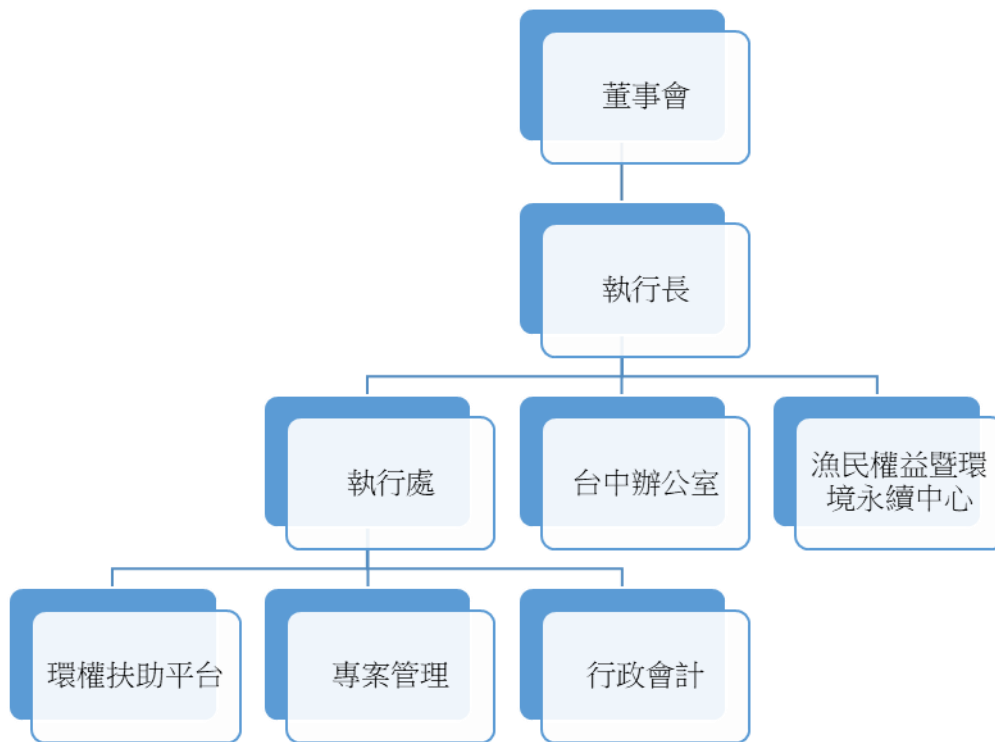 董事會
執行長
執行處
台中辦公室
漁民權益暨環
境永續中心
環權扶助平台
專案管理
行政會計